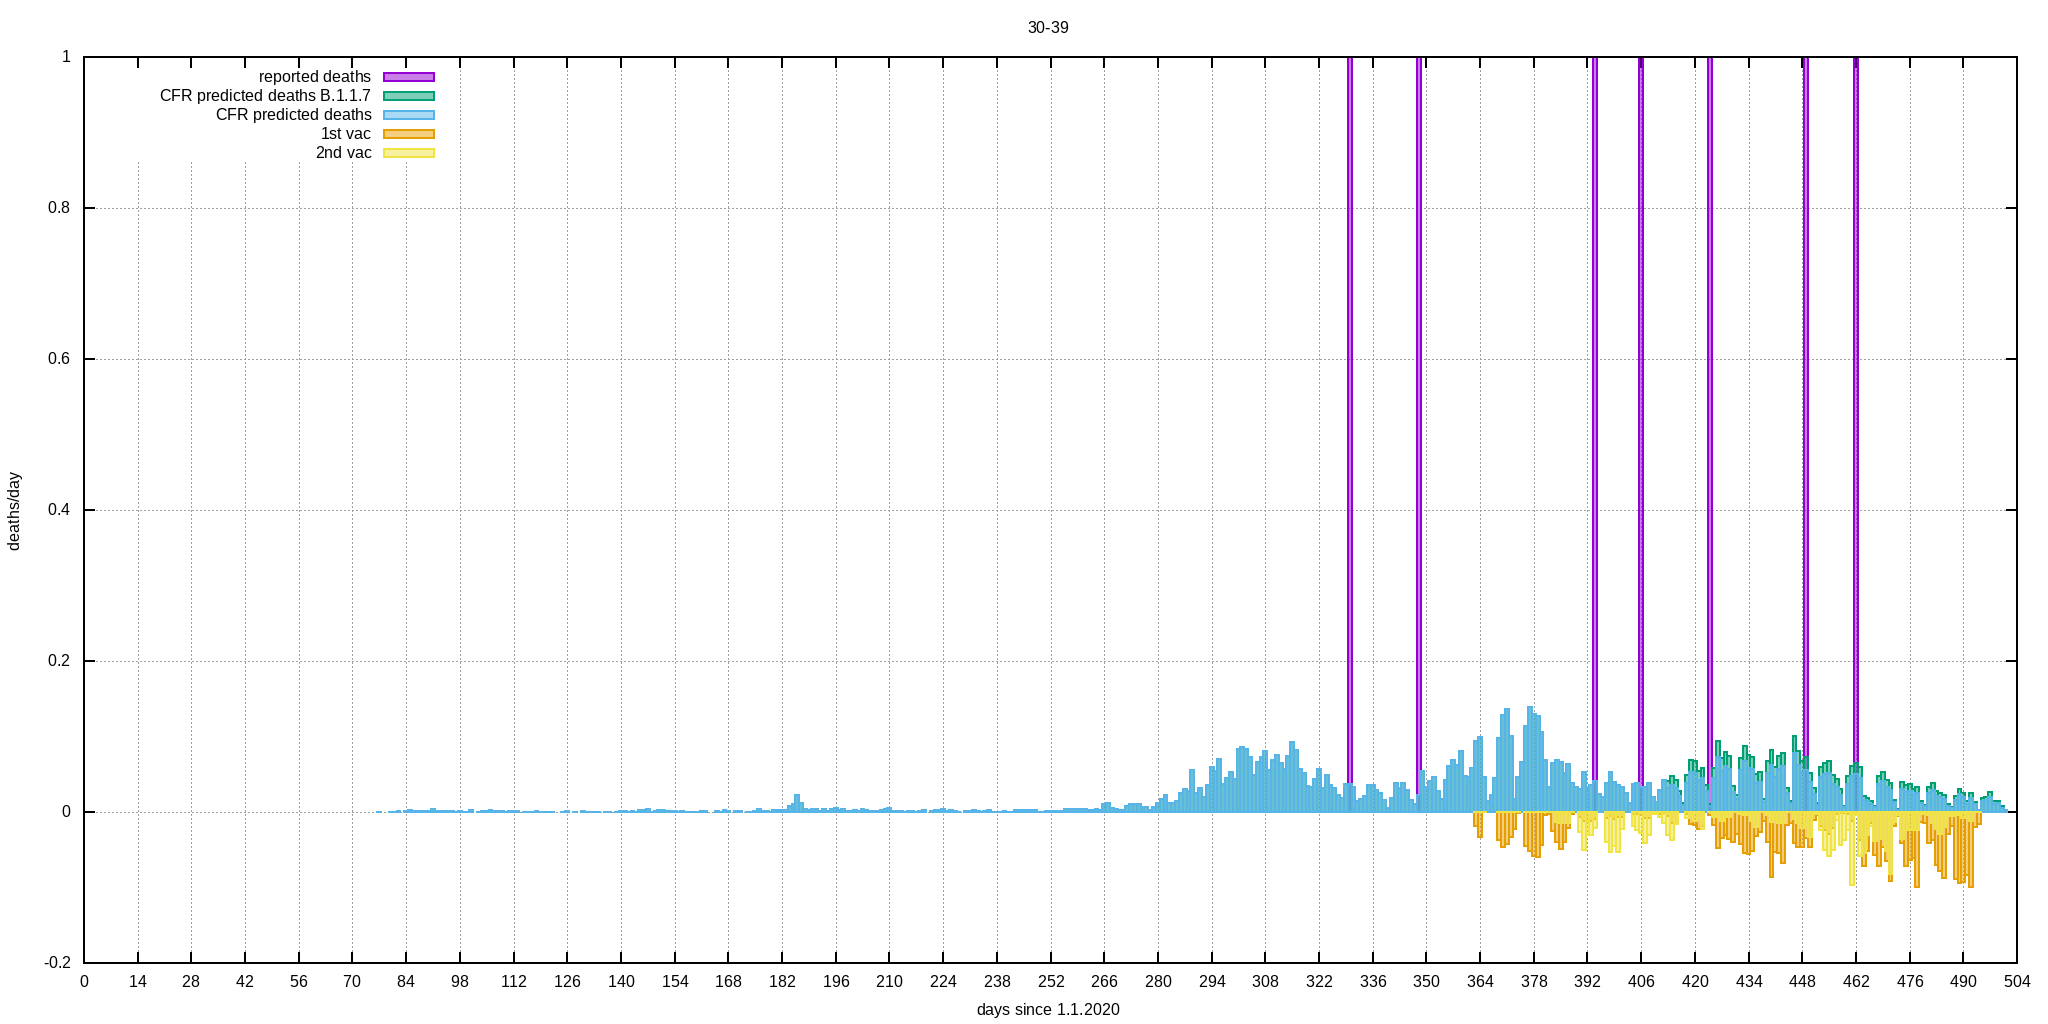 30-39
reported deaths
CFR predicted deaths B.1.1.7
CFR predicted deaths
1st vac
2nd vac
1
0.8
0.6
0.4
0.2
0
-0.2
deaths/day
0 14 28 42 56 70 84 98 112 126 140 154 168 182 196 210 224 238 252 266 280 294 308 322 336 350 364 378 392 406 420 434 448 462 476 490 504
days since 1.1.2020